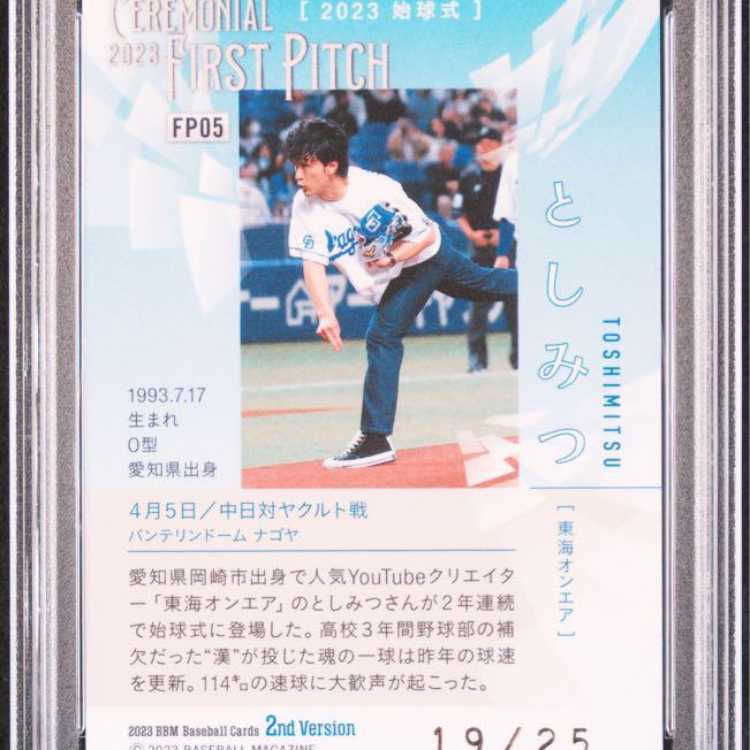 CEREMONIAL
[ 2023 始球式 ]
2023 FIRST PITCH
FP05
としみつ
TOSHIMITSU
[東海オンエア]
1993.7.17
生まれ
O型
愛知県出身
4月5日/中日対ヤクルト戦
バンテリンドーム ナゴヤ
愛知県岡崎市出身で人気YouTubeクリエイタ
ー「東海オンエア」のとしみつさんが2年連続
で始球式に登場した。高校3年間野球部の補
欠だった“漢”が投じた魂の一球は昨年の球速
を更新。114㌔の速球に大歓声が起こった。
2023 BBM Baseball Cards 2nd Version
19/25
© 2023 BASEBALL MAGAZINE